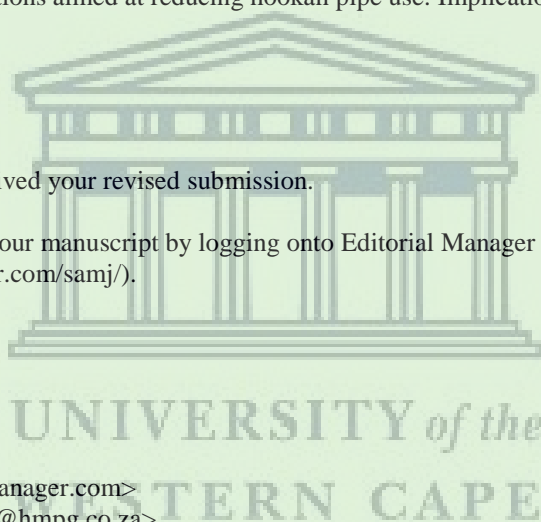 tions aimed at reducing hookah pipe use. Implicatio
ved your revised submission.
our manuscript by logging onto Editorial Manager
r.com/samj/).
UNIVERSITY of the
anager.com>
WESTERN CAPE
@hmpg.co.za>